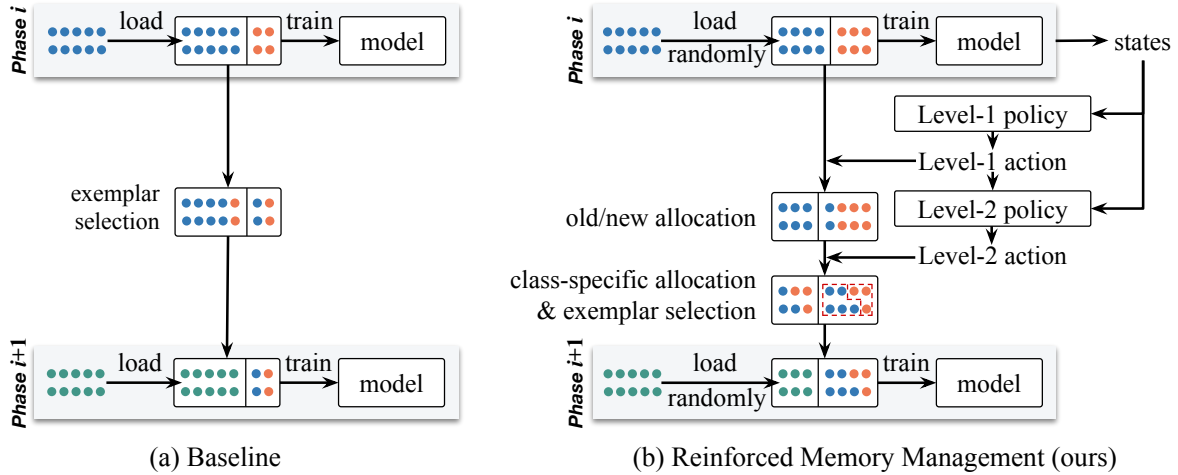 Phase i
load
train
model
exemplar
selection
Phase i+1
load
train
model
(a) Baseline
Phase i
load
randomly
train
model
states
Level-1 policy
Level-1 action
old/new allocation
Level-2 policy
Level-2 action
class-specific allocation
& exemplar selection
Phase i+1
load
randomly
train
model
(b) Reinforced Memory Management (ours)